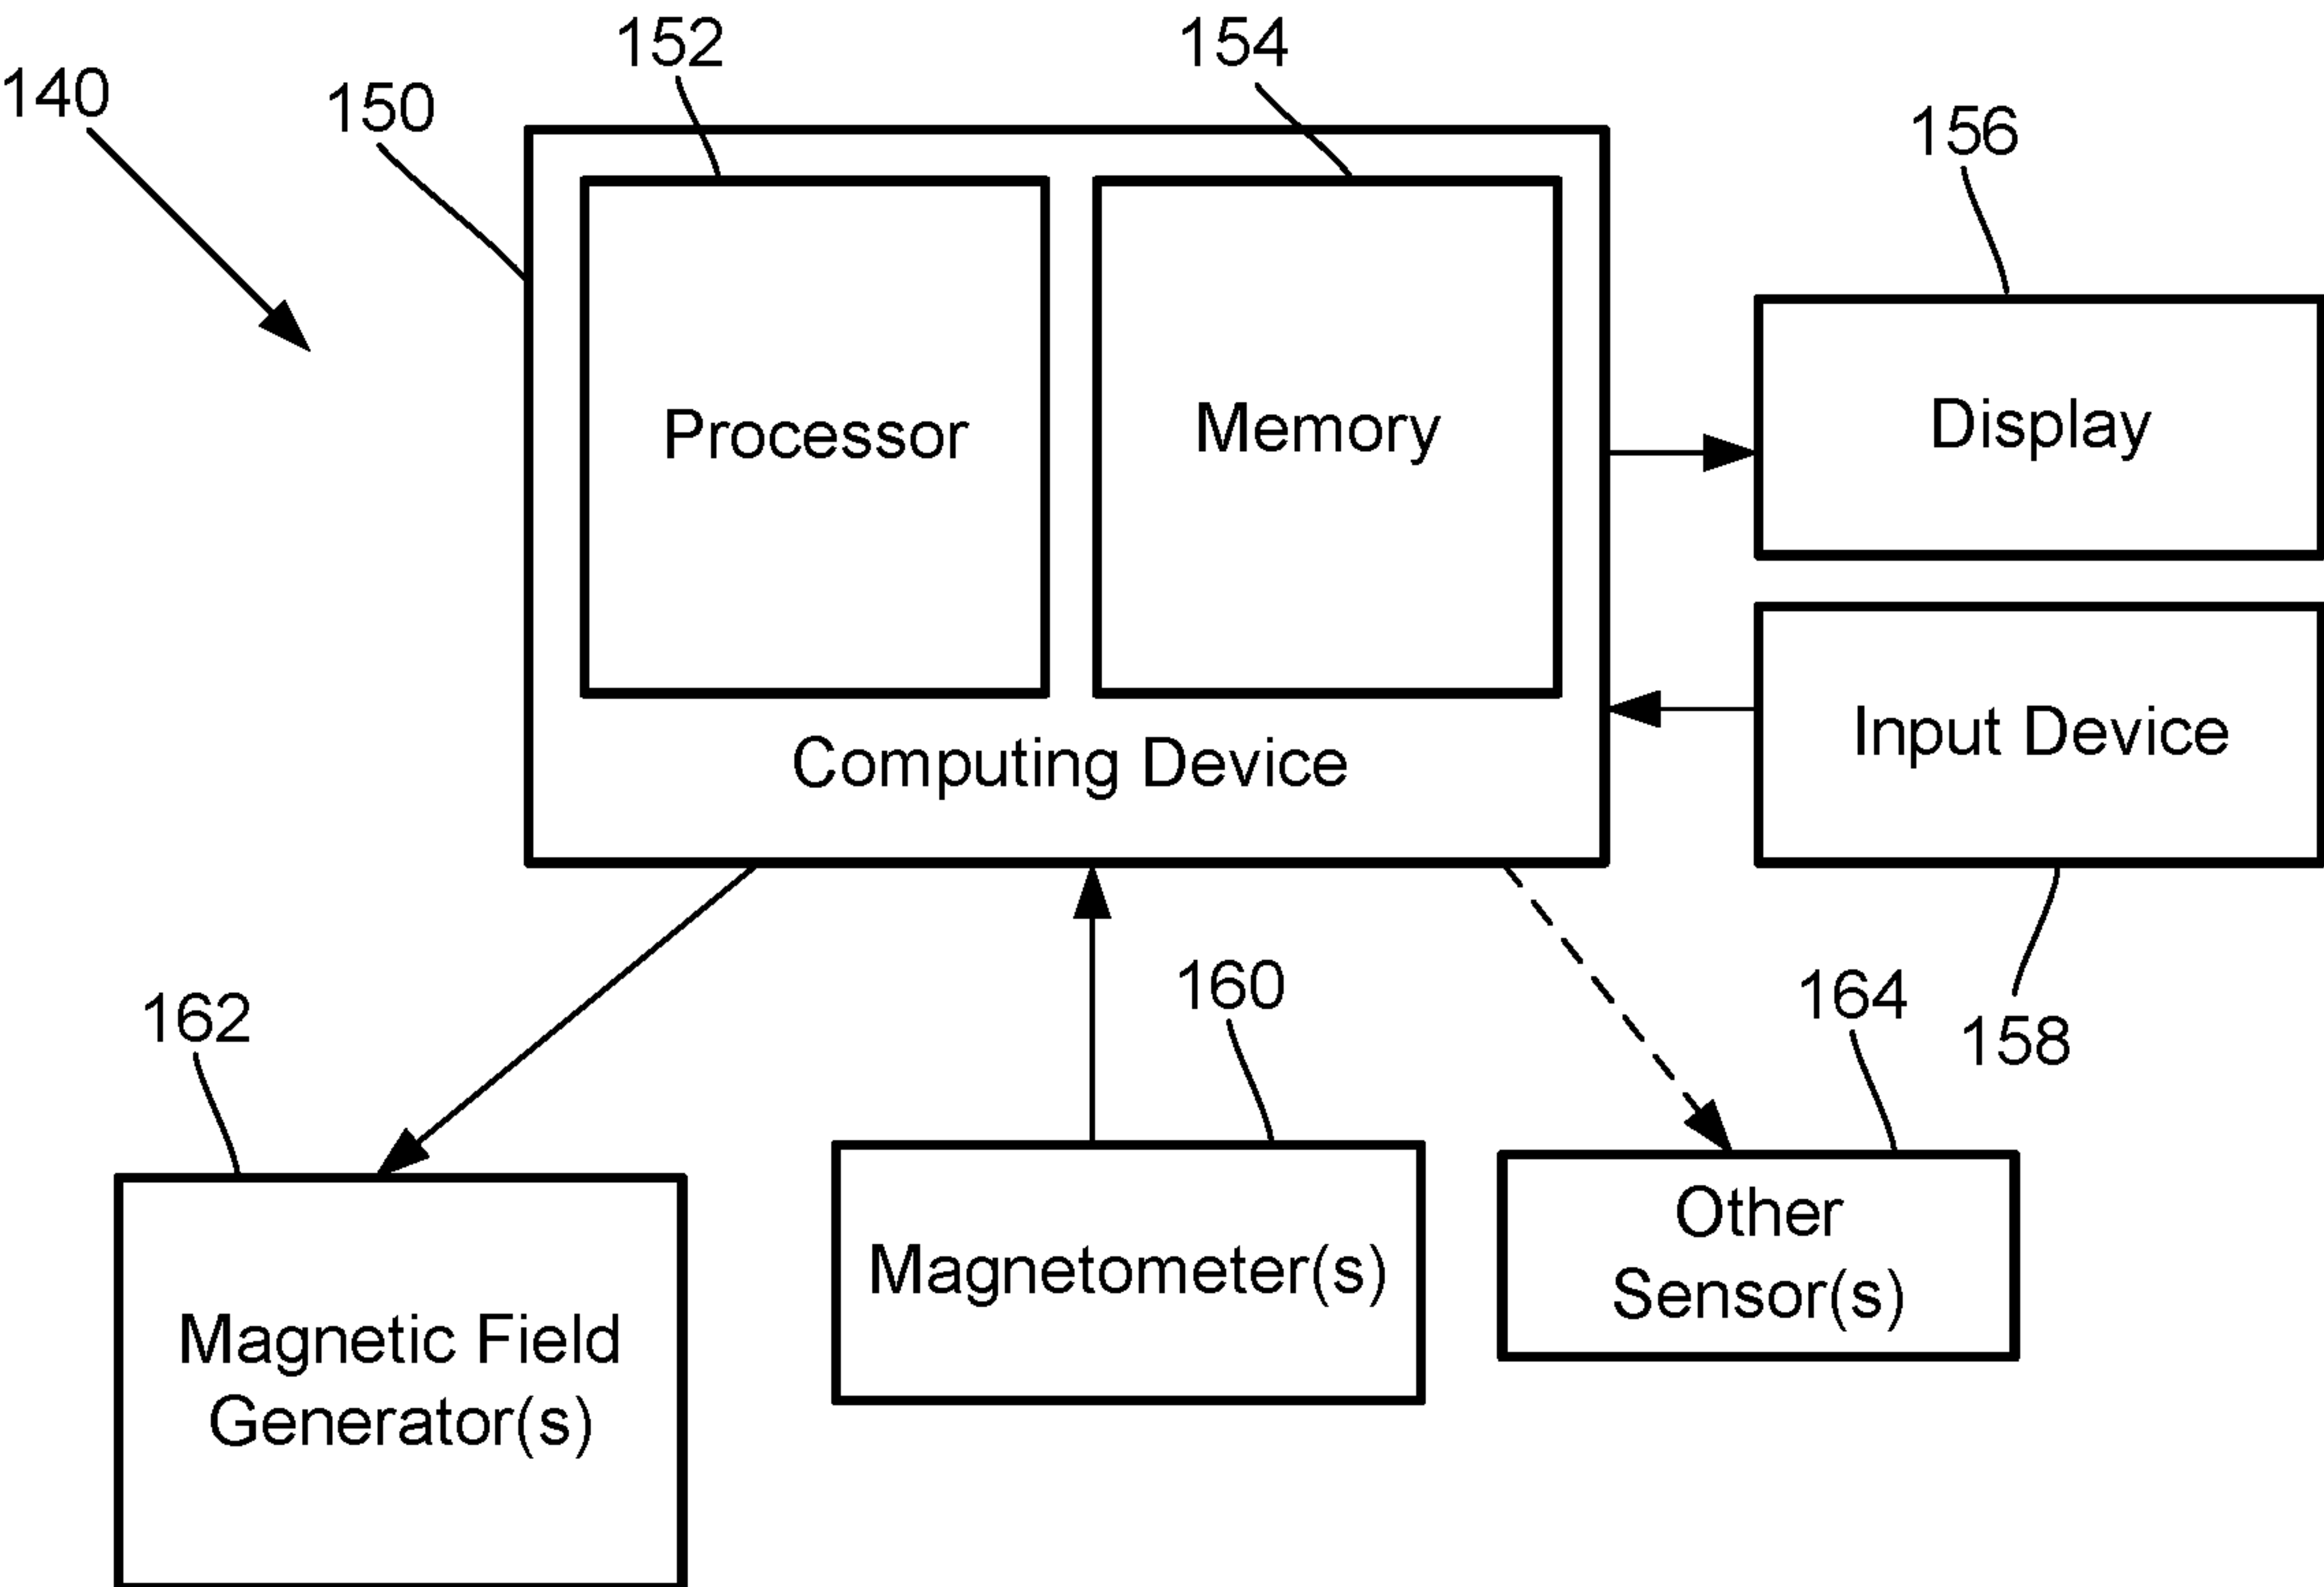 152
154
140
150
156
Processor
Memory
Display
Input Device
Computing Device
160
164
162
158
Other
Sensor(s)
Magnetometer(s)
Magnetic Field
Generator(s)